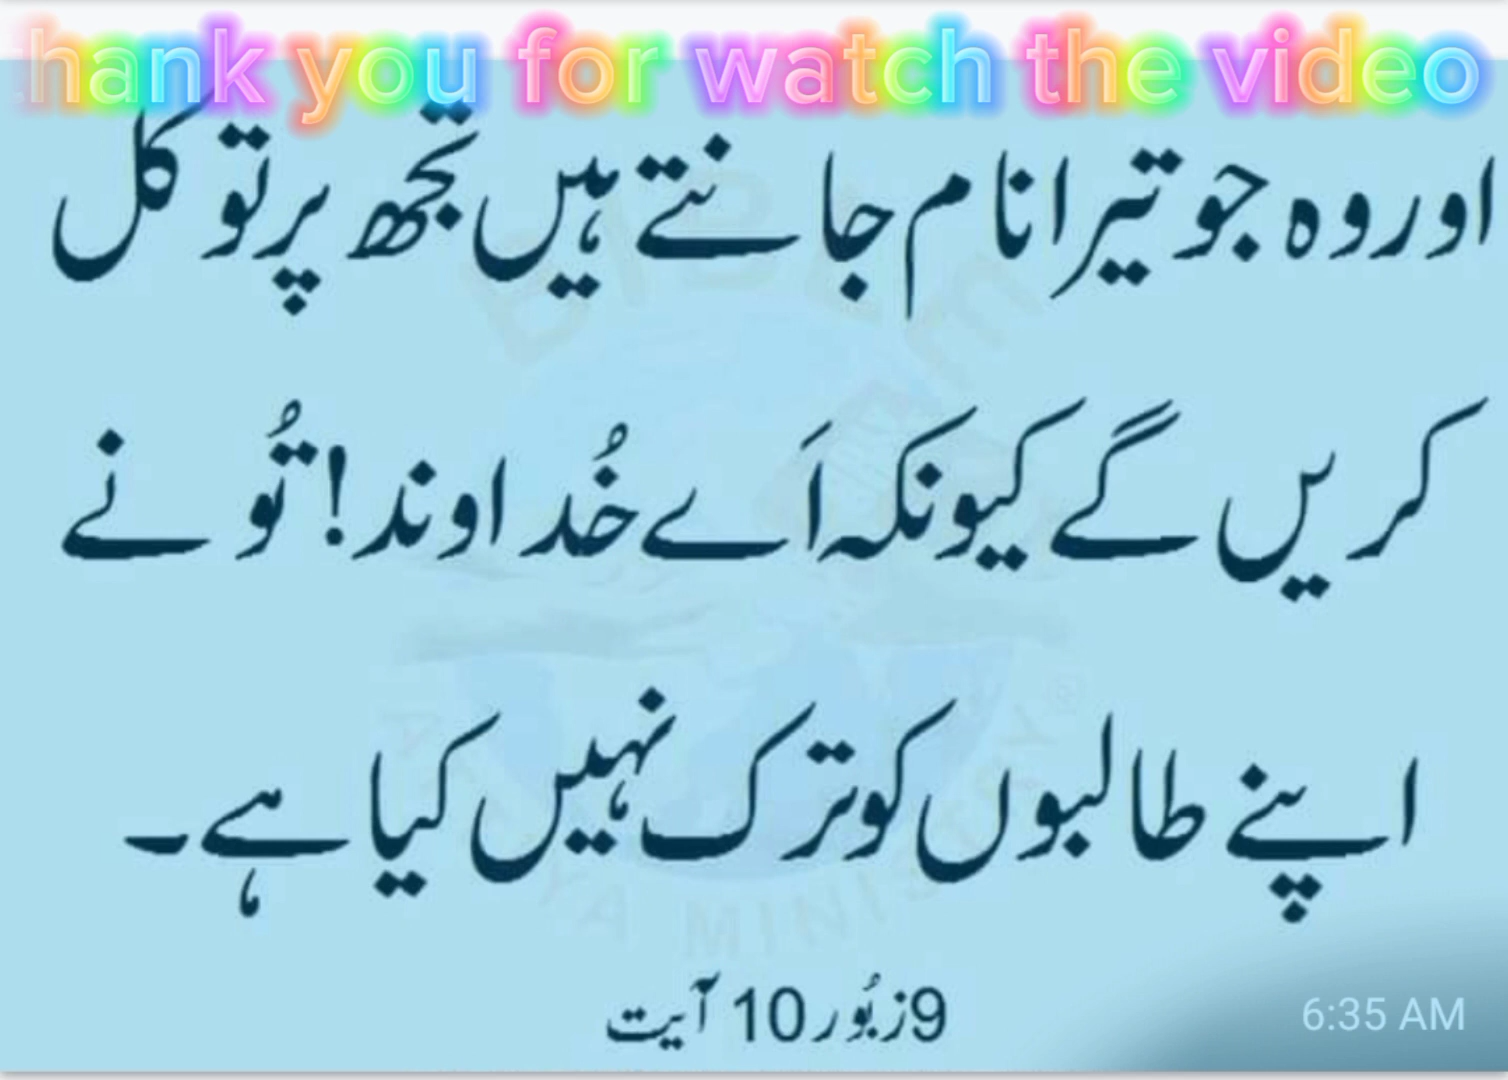 hank you for watch the video
اور وہ جو تیرا نام جانتے ہیں تجھ پر توکل
کریں گے کیونکہ اَے خُداوند! تُو نے
اپنے طالبوں کو ترک نہیں کیا ہے۔
9زبُور 10 آیت
6:35 AM